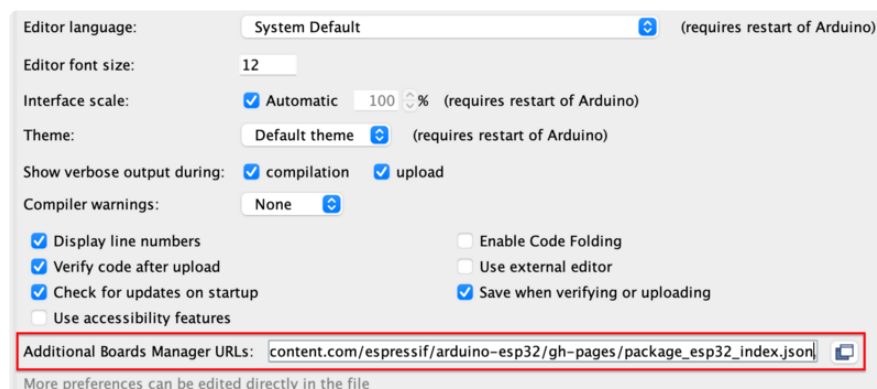 Editor language: System Default (requires restart of Arduino)
Editor font size: 12
Interface scale: Automatic 100 % (requires restart of Arduino)
Theme: Default theme (requires restart of Arduino)
Show verbose output during: compilation upload
Compiler warnings: None
Display line numbers Enable Code Folding
Verify code after upload Use external editor
Check for updates on startup Save when verifying or uploading
Use accessibility features
Additional Boards Manager URLs: content.com/espressif/arduino-esp32/gh-pages/package_esp32_index.json
More preferences can be edited directly in the file